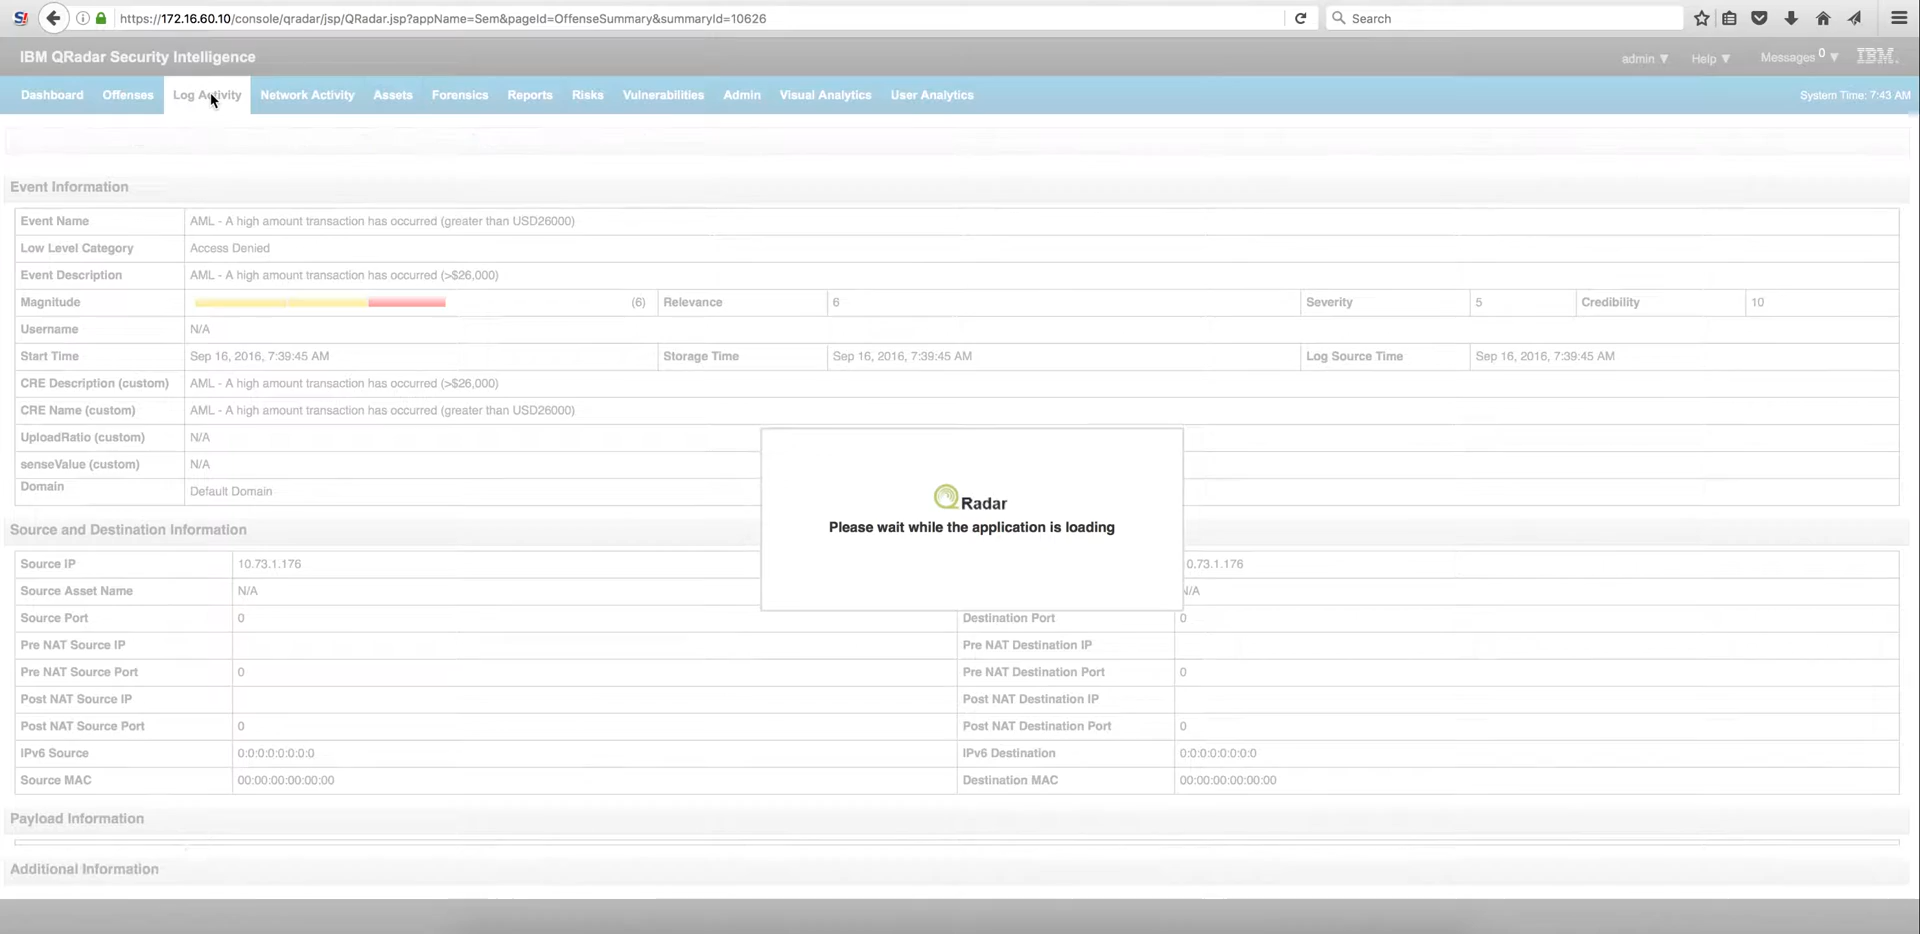 https://172.16.60.10/console/qradar/jsp/QRadar.jsp?appName=Sem&pageId=OffenseSummary&summaryId=10626 Search
IBM QRadar Security Intelligence admin ▼ Help ▼ Messages 0 ▼ IBM.
Dashboard Offenses Log Activity Network Activity Assets Forensics Reports Risks Vulnerabilities Admin Visual Analytics User Analytics System Time: 7:43 AM
Event Information
Event Name AML - A high amount transaction has occurred (greater than USD26000)
Low Level Category Access Denied
Event Description AML - A high amount transaction has occurred (>$26,000)
Magnitude (6) Relevance 6 Severity 5 Credibility 10
Username N/A
Start Time Sep 16, 2016, 7:39:45 AM Storage Time Sep 16, 2016, 7:39:45 AM Log Source Time Sep 16, 2016, 7:39:45 AM
CRE Description (custom) AML - A high amount transaction has occurred (>$26,000)
CRE Name (custom) AML - A high amount transaction has occurred (greater than USD26000)
UploadRatio (custom) N/A
senseValue (custom) N/A
Domain Default Domain
QRadar
Please wait while the application is loading
Source and Destination Information
Source IP 10.73.1.176 0.73.1.176
Source Asset Name N/A N/A
Source Port 0 Destination Port 0
Pre NAT Source IP Pre NAT Destination IP
Pre NAT Source Port 0 Pre NAT Destination Port 0
Post NAT Source IP Post NAT Destination IP
Post NAT Source Port 0 Post NAT Destination Port 0
IPv6 Source 0:0:0:0:0:0:0:0 IPv6 Destination 0:0:0:0:0:0:0:0
Source MAC 00:00:00:00:00:00 Destination MAC 00:00:00:00:00:00
Payload Information
Additional Information